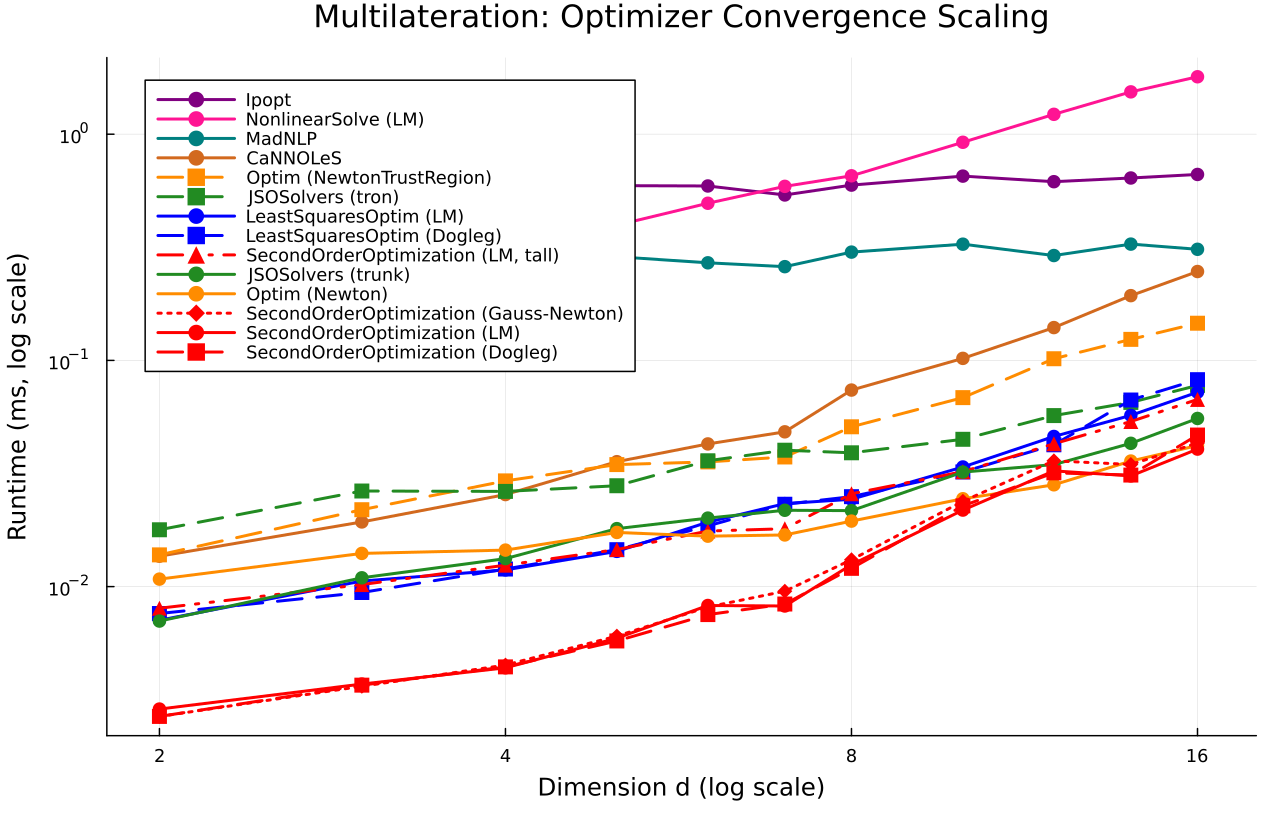 Multilateration: Optimizer Convergence Scaling
Runtime (ms, log scale)
10⁰
10⁻¹
10⁻²
Ipopt
NonlinearSolve (LM)
MadNLP
CaNNOLeS
Optim (NewtonTrustRegion)
JSOSolvers (tron)
LeastSquaresOptim (LM)
LeastSquaresOptim (Dogleg)
SecondOrderOptimization (LM, tall)
JSOSolvers (trunk)
Optim (Newton)
SecondOrderOptimization (Gauss-Newton)
SecondOrderOptimization (LM)
SecondOrderOptimization (Dogleg)
2 4 8 16
Dimension d (log scale)